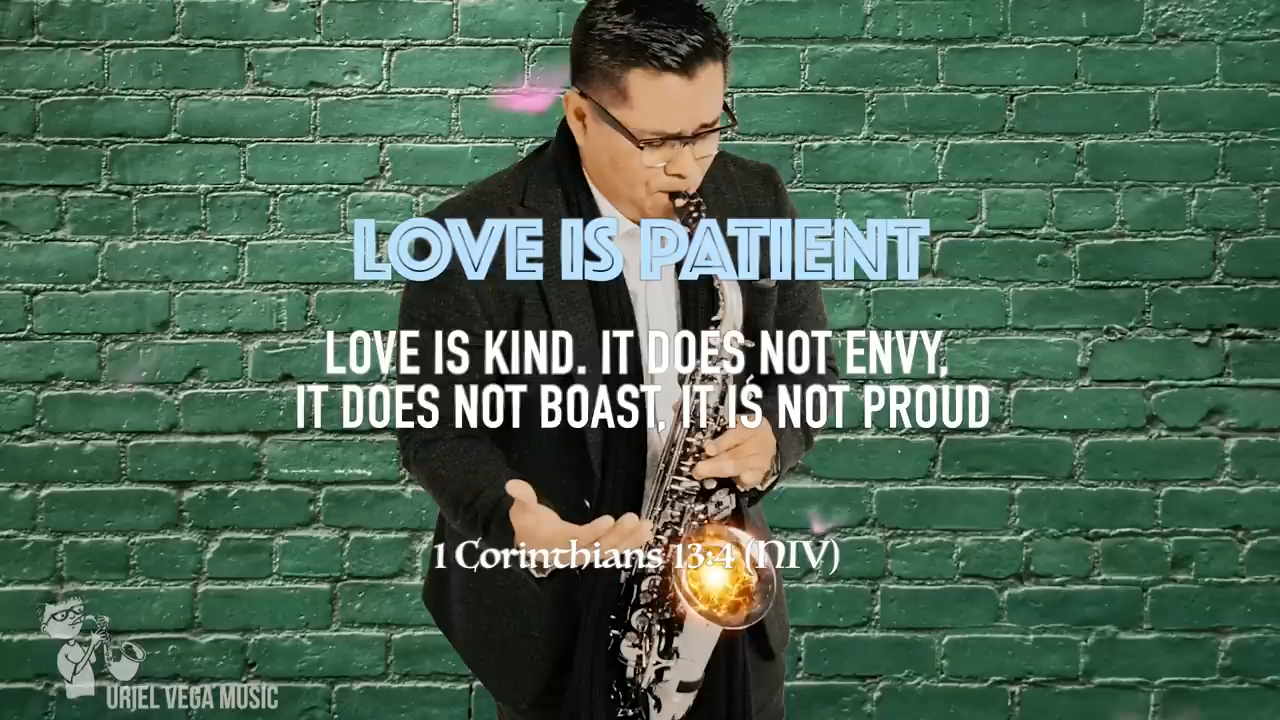 LOVE IS PATIENT
LOVE IS KIND. IT DOES NOT ENVY,
IT DOES NOT BOAST, IT IS NOT PROUD
1 Corinthians 13:4 (NIV)
URIEL VEGA MUSIC